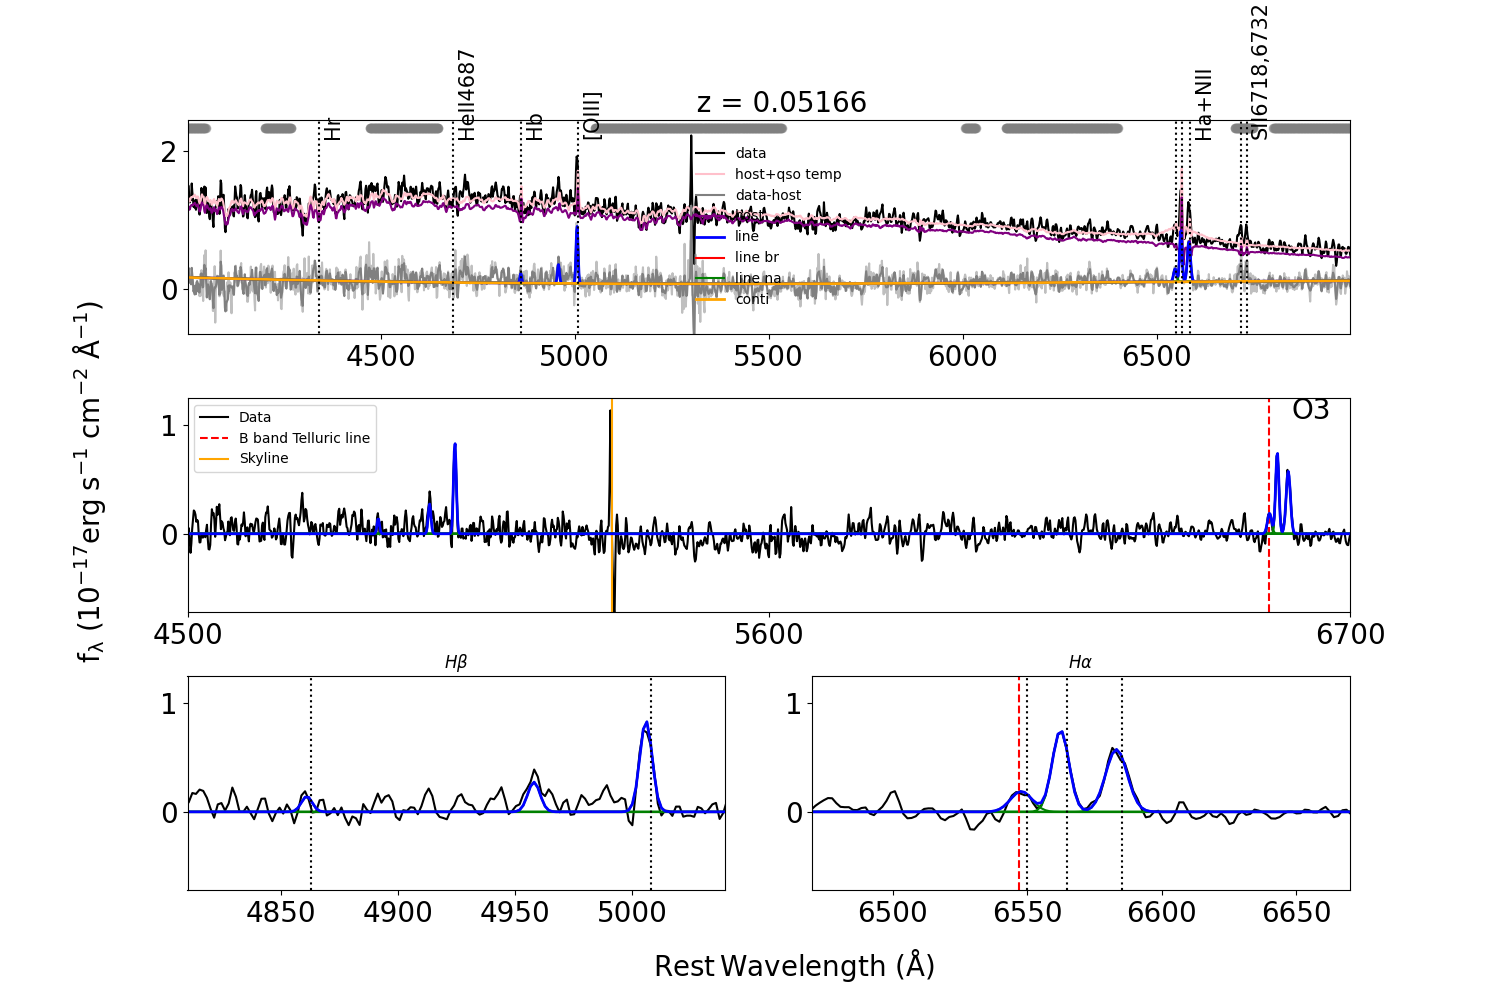 z = 0.05166
Hr
HeII4687
Hb
[OIII]
Ha+NII
SII6718,6732
data
host+qso temp
data-host
host
line
line br
line na
conti
2
0
4500 5000 5500 6000 6500
fλ (10⁻¹⁷erg s⁻¹ cm⁻² Å⁻¹)
Data
B band Telluric line
Skyline
O3
1
0
4500 5600 6700
Hβ
1
0
4850 4900 4950 5000
Hα
1
0
6500 6550 6600 6650
Rest Wavelength (Å)